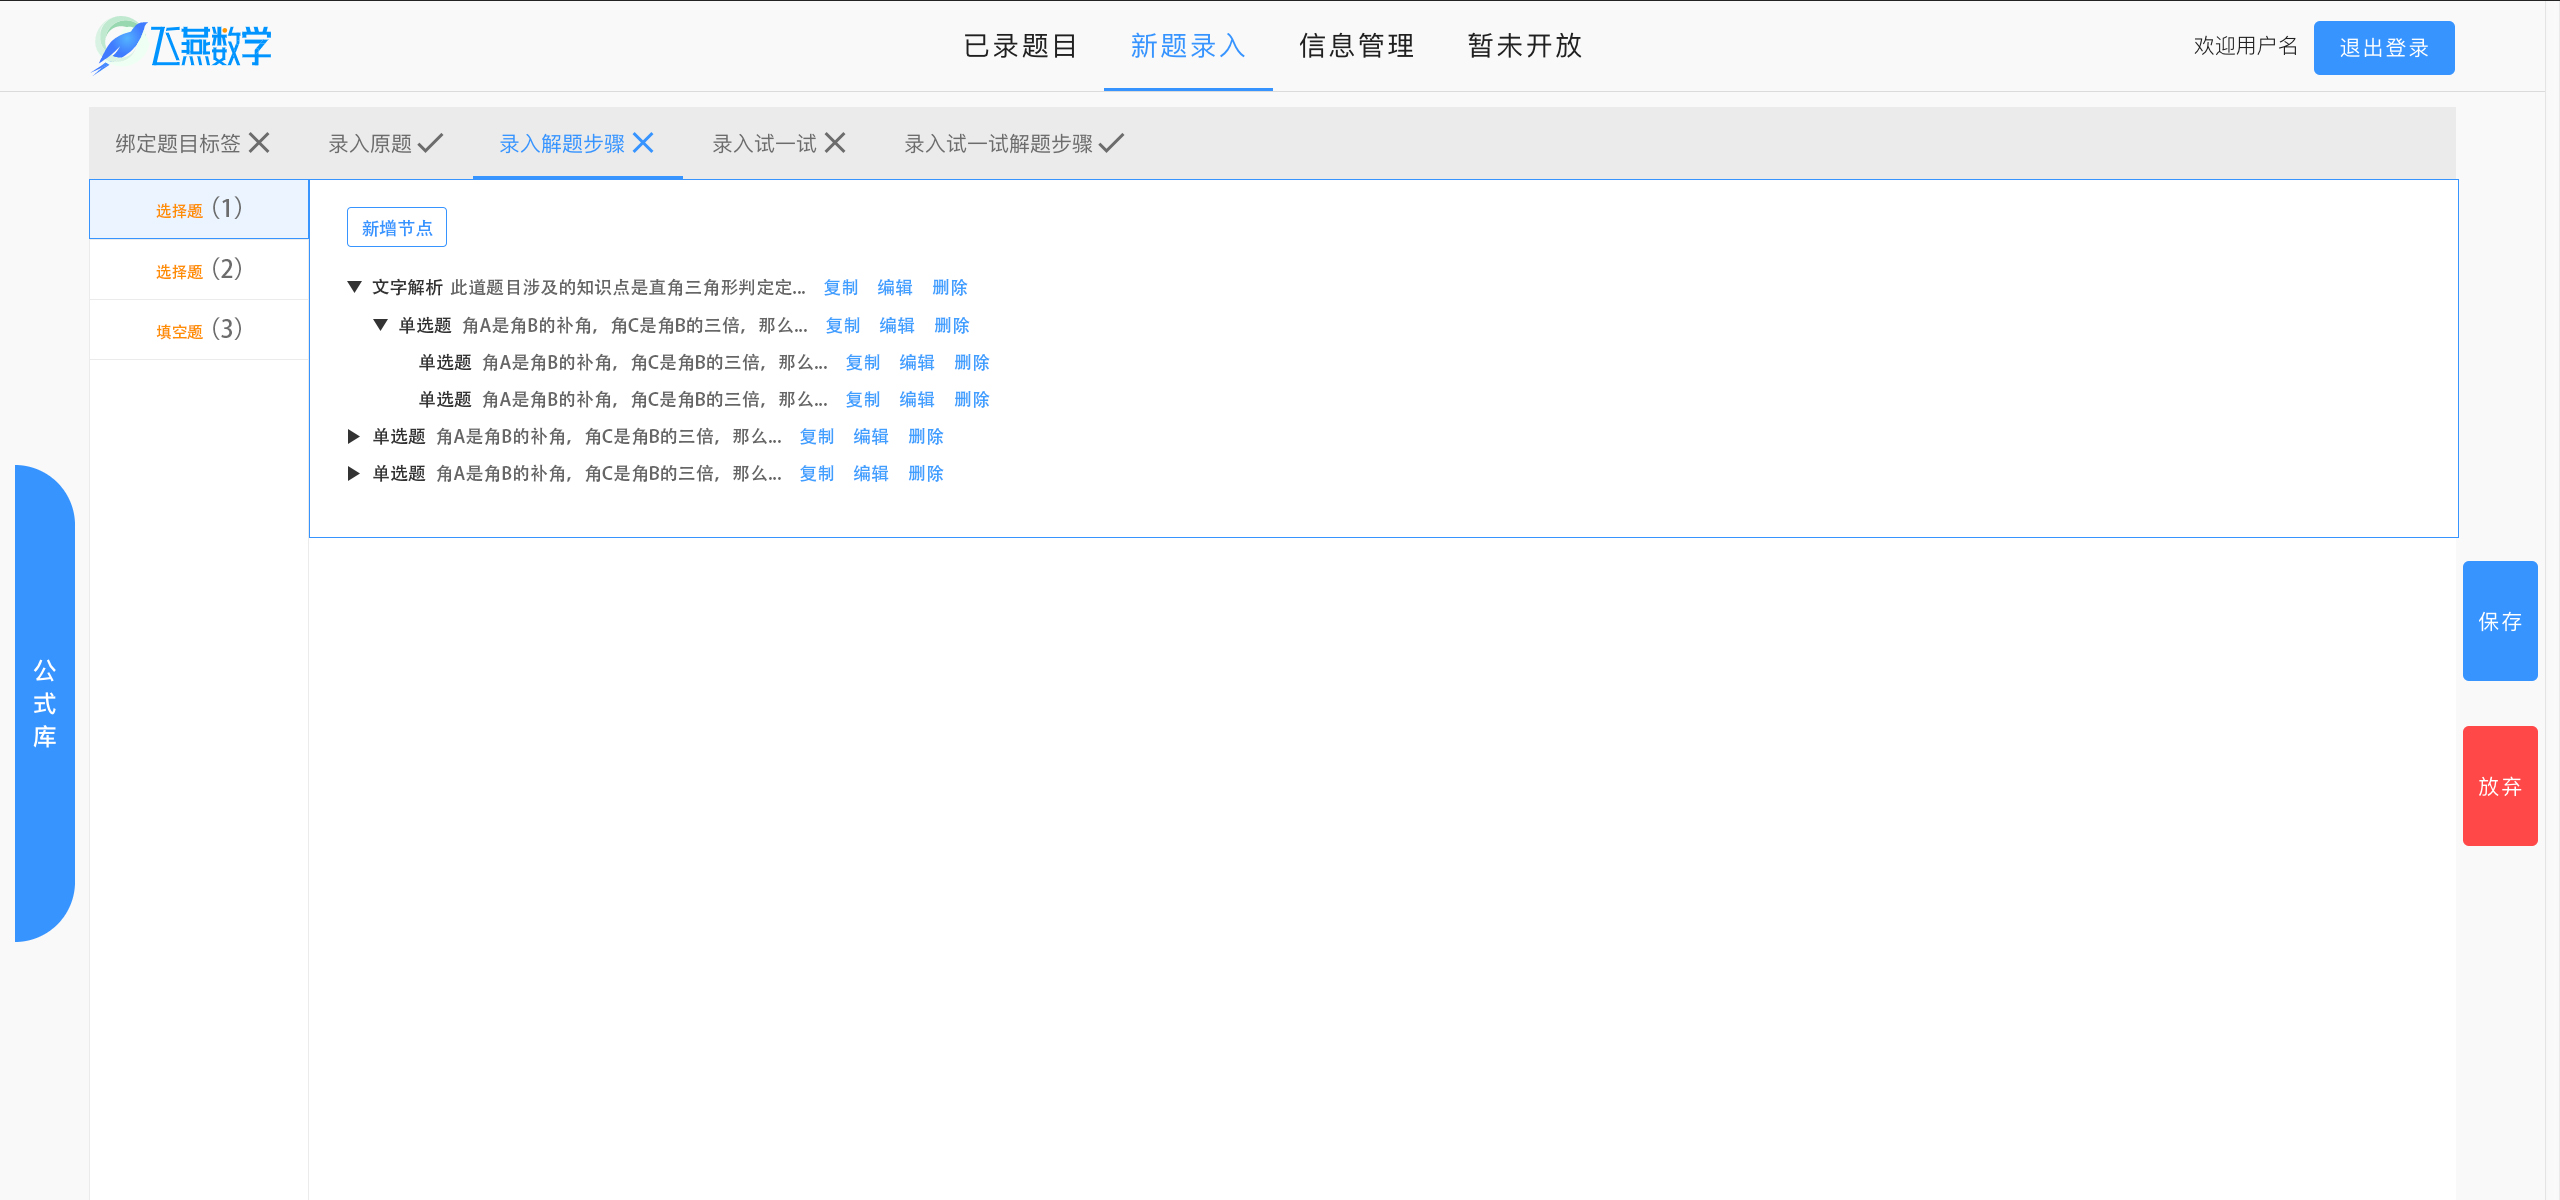 飞燕数学 已录题目 新题录入 信息管理 暂未开放 欢迎用户名 退出登录
绑定题目标签 录入原题 录入解题步骤 录入试一试 录入试一试解题步骤
选择题 (1)
选择题 (2)
填空题 (3)
新增节点
文字解析 此道题目涉及的知识点是直角三角形判定定... 复制 编辑 删除
单选题 角A是角B的补角，角C是角B的三倍，那么... 复制 编辑 删除
单选题 角A是角B的补角，角C是角B的三倍，那么... 复制 编辑 删除
单选题 角A是角B的补角，角C是角B的三倍，那么... 复制 编辑 删除
单选题 角A是角B的补角，角C是角B的三倍，那么... 复制 编辑 删除
单选题 角A是角B的补角，角C是角B的三倍，那么... 复制 编辑 删除
公式库
保存
放弃